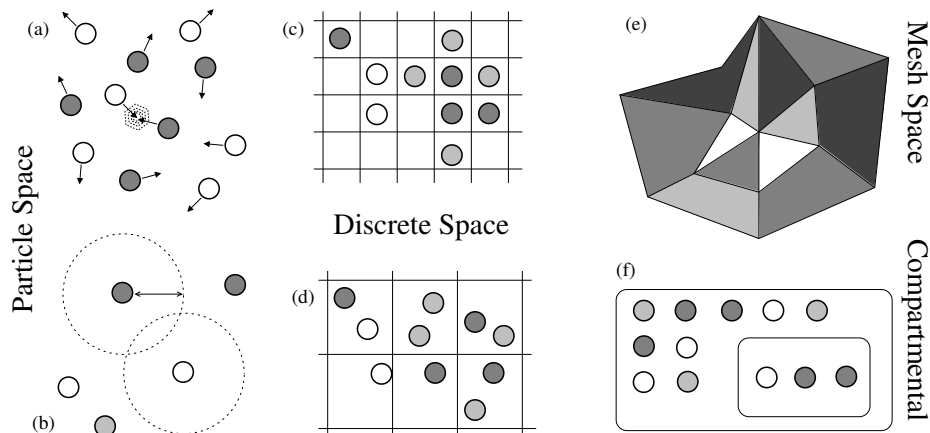 (a)
(c)
(e)
Mesh Space
Particle Space
Discrete Space
Compartmental
(b)
(d)
(f)